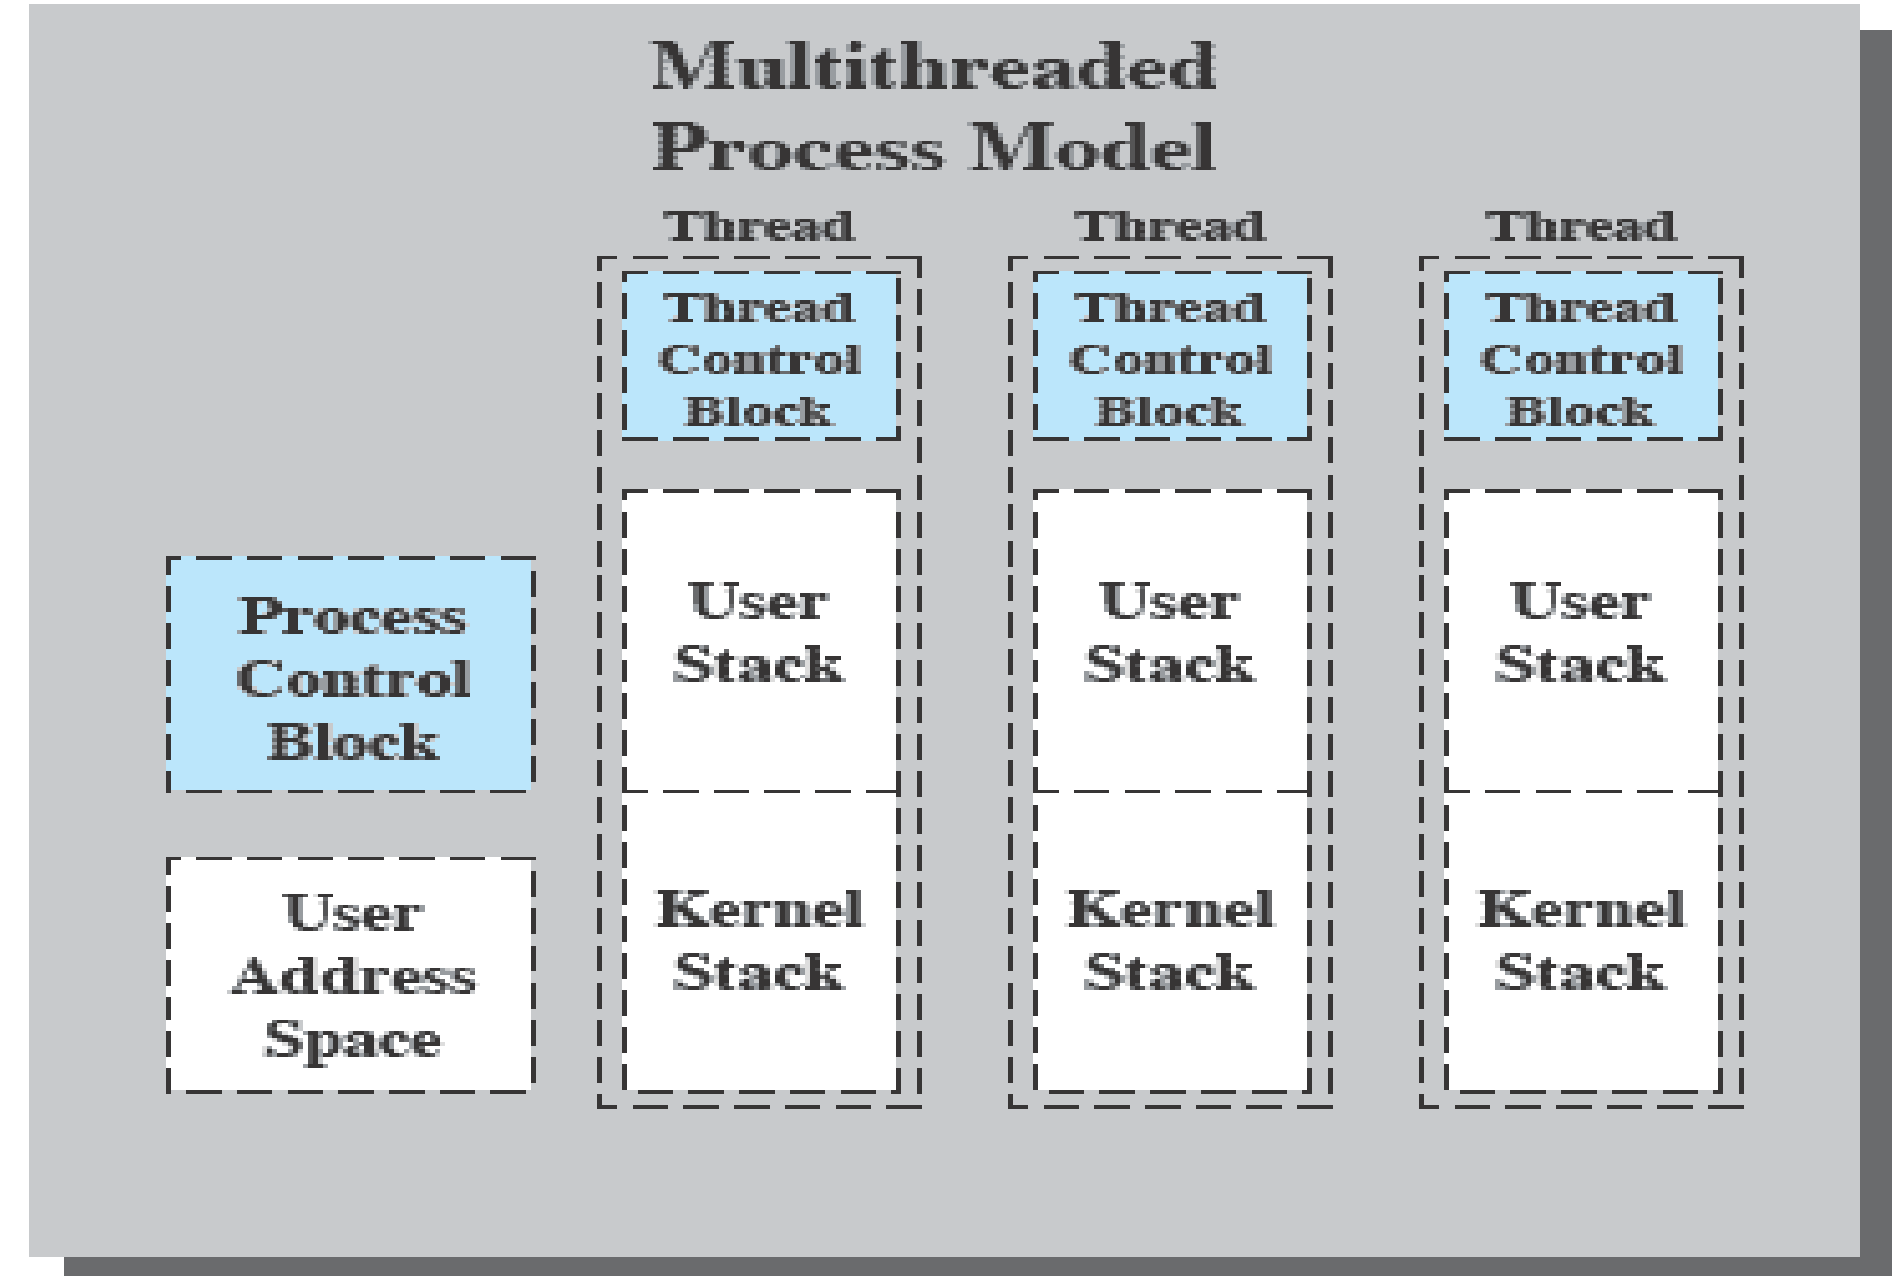 Multithreaded
Process Model
Thread
Thread
Control
Block
User
Stack
Kernel
Stack
Thread
Thread
Control
Block
User
Stack
Kernel
Stack
Thread
Thread
Control
Block
User
Stack
Kernel
Stack
Process
Control
Block
User
Address
Space